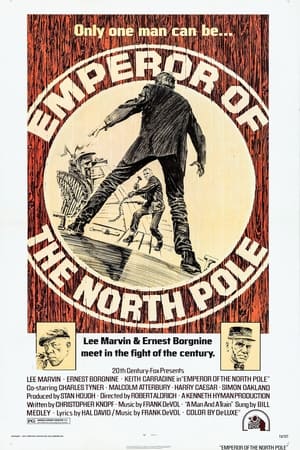 Only one man can be...
EMPEROR OF
THE NORTH POLE
Lee Marvin & Ernest Borgnine
meet in the fight of the century.
20th Century-Fox Presents
LEE MARVIN · ERNEST BORGNINE · KEITH CARRADINE in "EMPEROR OF THE NORTH POLE"
Co-starring CHARLES TYNER · MALCOLM ATTERBURY · HARRY CAESAR · SIMON OAKLAND
Produced by STAN HOUGH · Directed by ROBERT ALDRICH · A KENNETH HYMAN PRODUCTION
Written by CHRISTOPHER KNOPF · Music by FRANK DeVOL · "A Man And A Train" Sung by BILL
MEDLEY · Lyrics by HAL DAVID / Music by FRANK DeVOL · COLOR BY DeLUXE®
PG
EMPEROR OF THE NORTH POLE